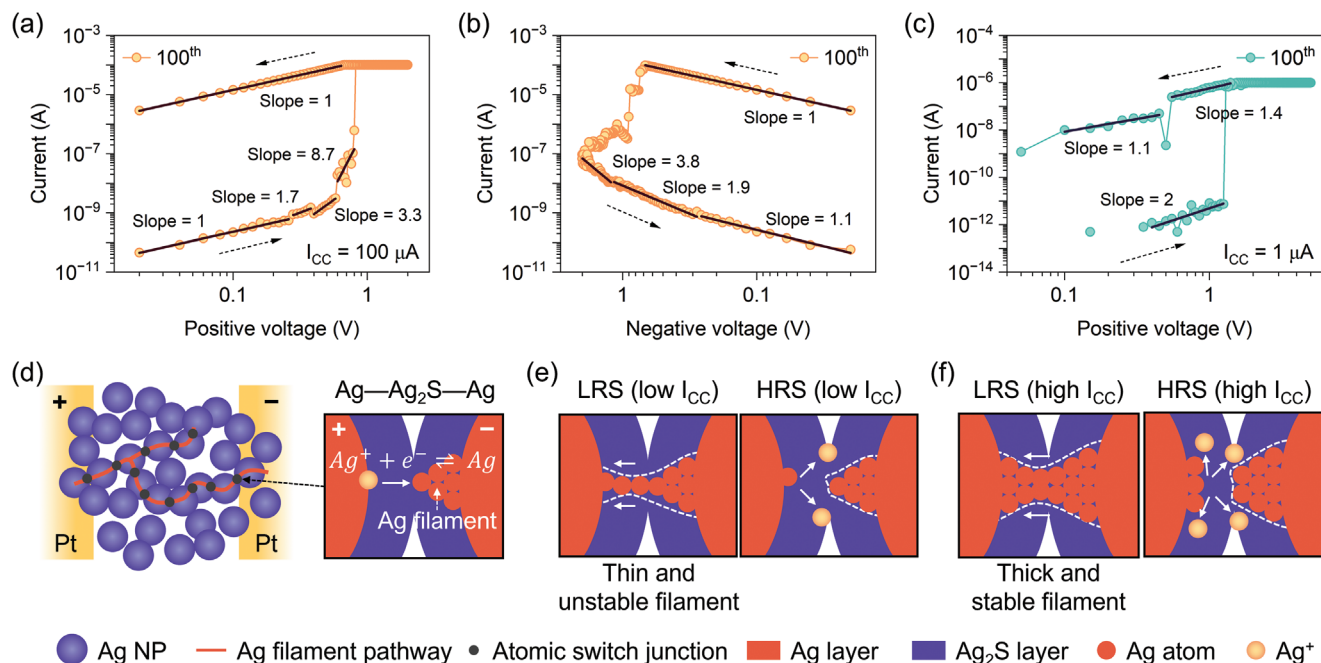 (a)
10⁻³
10⁻⁵
10⁻⁷
10⁻⁹
10⁻¹¹
Current (A)
100ᵗʰ
Slope = 1
Slope = 8.7
Slope = 1.7
Slope = 1
Slope = 3.3
I_CC = 100 μA
0.1
1
Positive voltage (V)
(b)
10⁻³
10⁻⁵
10⁻⁷
10⁻⁹
10⁻¹¹
Current (A)
100ᵗʰ
Slope = 1
Slope = 3.8
Slope = 1.9
Slope = 1.1
1
0.1
Negative voltage (V)
(c)
10⁻⁴
10⁻⁶
10⁻⁸
10⁻¹⁰
10⁻¹²
10⁻¹⁴
Current (A)
100ᵗʰ
Slope = 1.4
Slope = 1.1
Slope = 2
I_CC = 1 μA
0.1
1
Positive voltage (V)
(d)
+
−
Pt
Pt
Ag—Ag₂S—Ag
+
−
Ag⁺ + e⁻ ⇌ Ag
Ag filament
(e)
LRS (low I_CC)
HRS (low I_CC)
Thin and
unstable filament
(f)
LRS (high I_CC)
HRS (high I_CC)
Thick and
stable filament
Ag NP
Ag filament pathway
Atomic switch junction
Ag layer
Ag₂S layer
Ag atom
Ag⁺